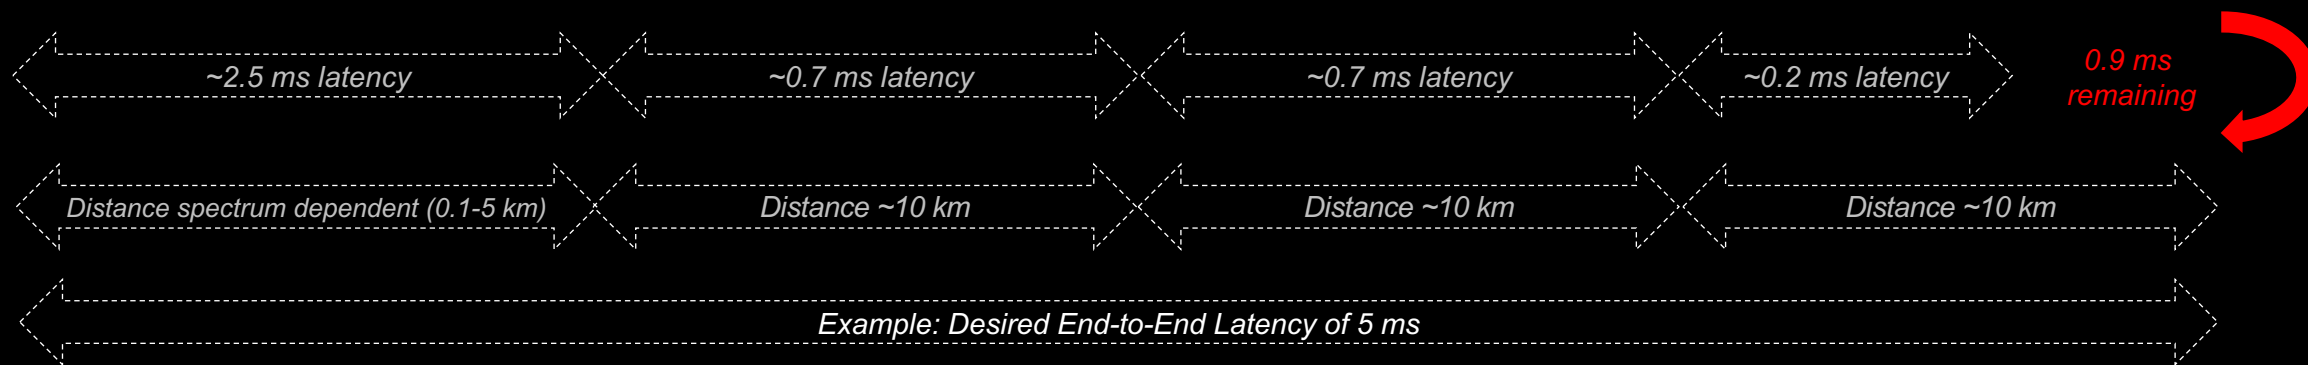 ~2.5 ms latency
~0.7 ms latency
~0.7 ms latency
~0.2 ms latency
0.9 ms
remaining
Distance spectrum dependent (0.1-5 km)
Distance ~10 km
Distance ~10 km
Distance ~10 km
Example: Desired End-to-End Latency of 5 ms